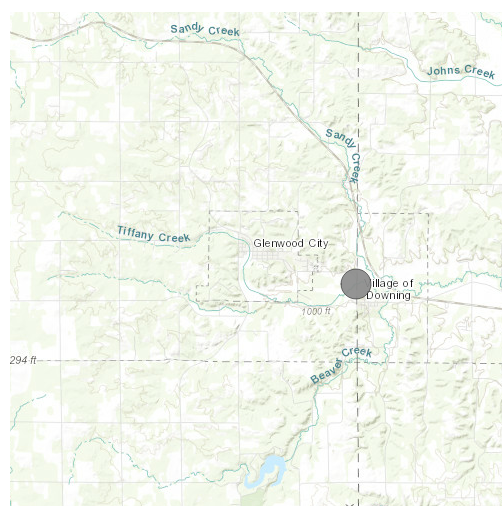 Sandy Creek
Johns Creek
Sandy Creek
Tiffany Creek
Glenwood City
illage of
Downing
1000 ft
294 ft
Beaver Creek